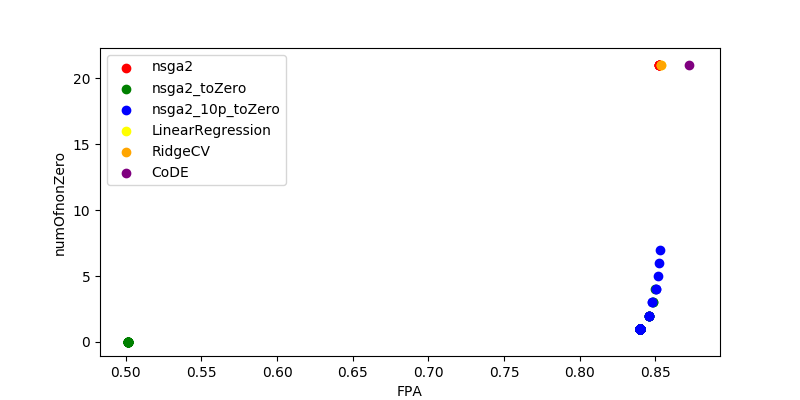 nsga2
nsga2_toZero
nsga2_10p_toZero
LinearRegression
RidgeCV
CoDE
numOfnonZero
20
15
10
5
0
0.50 0.55 0.60 0.65 0.70 0.75 0.80 0.85
FPA